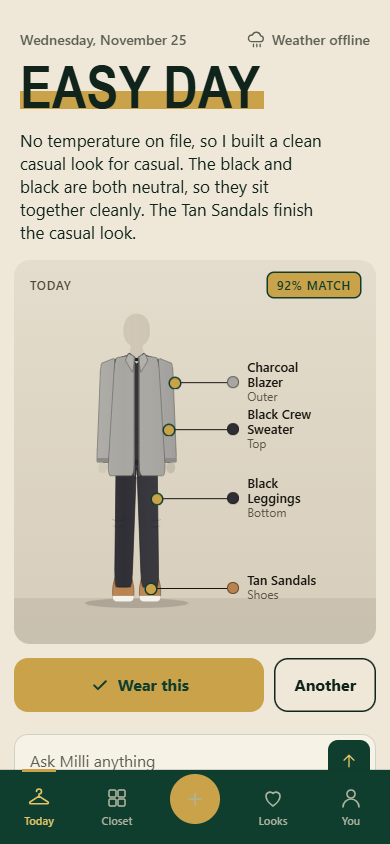 Wednesday, November 25
Weather offline
EASY DAY
No temperature on file, so I built a clean
casual look for casual. The black and
black are both neutral, so they sit
together cleanly. The Tan Sandals finish
the casual look.
TODAY
92% MATCH
Charcoal
Blazer
Outer
Black Crew
Sweater
Top
Black
Leggings
Bottom
Tan Sandals
Shoes
Wear this
Another
Ask Milli anything
Today
Closet
Looks
You